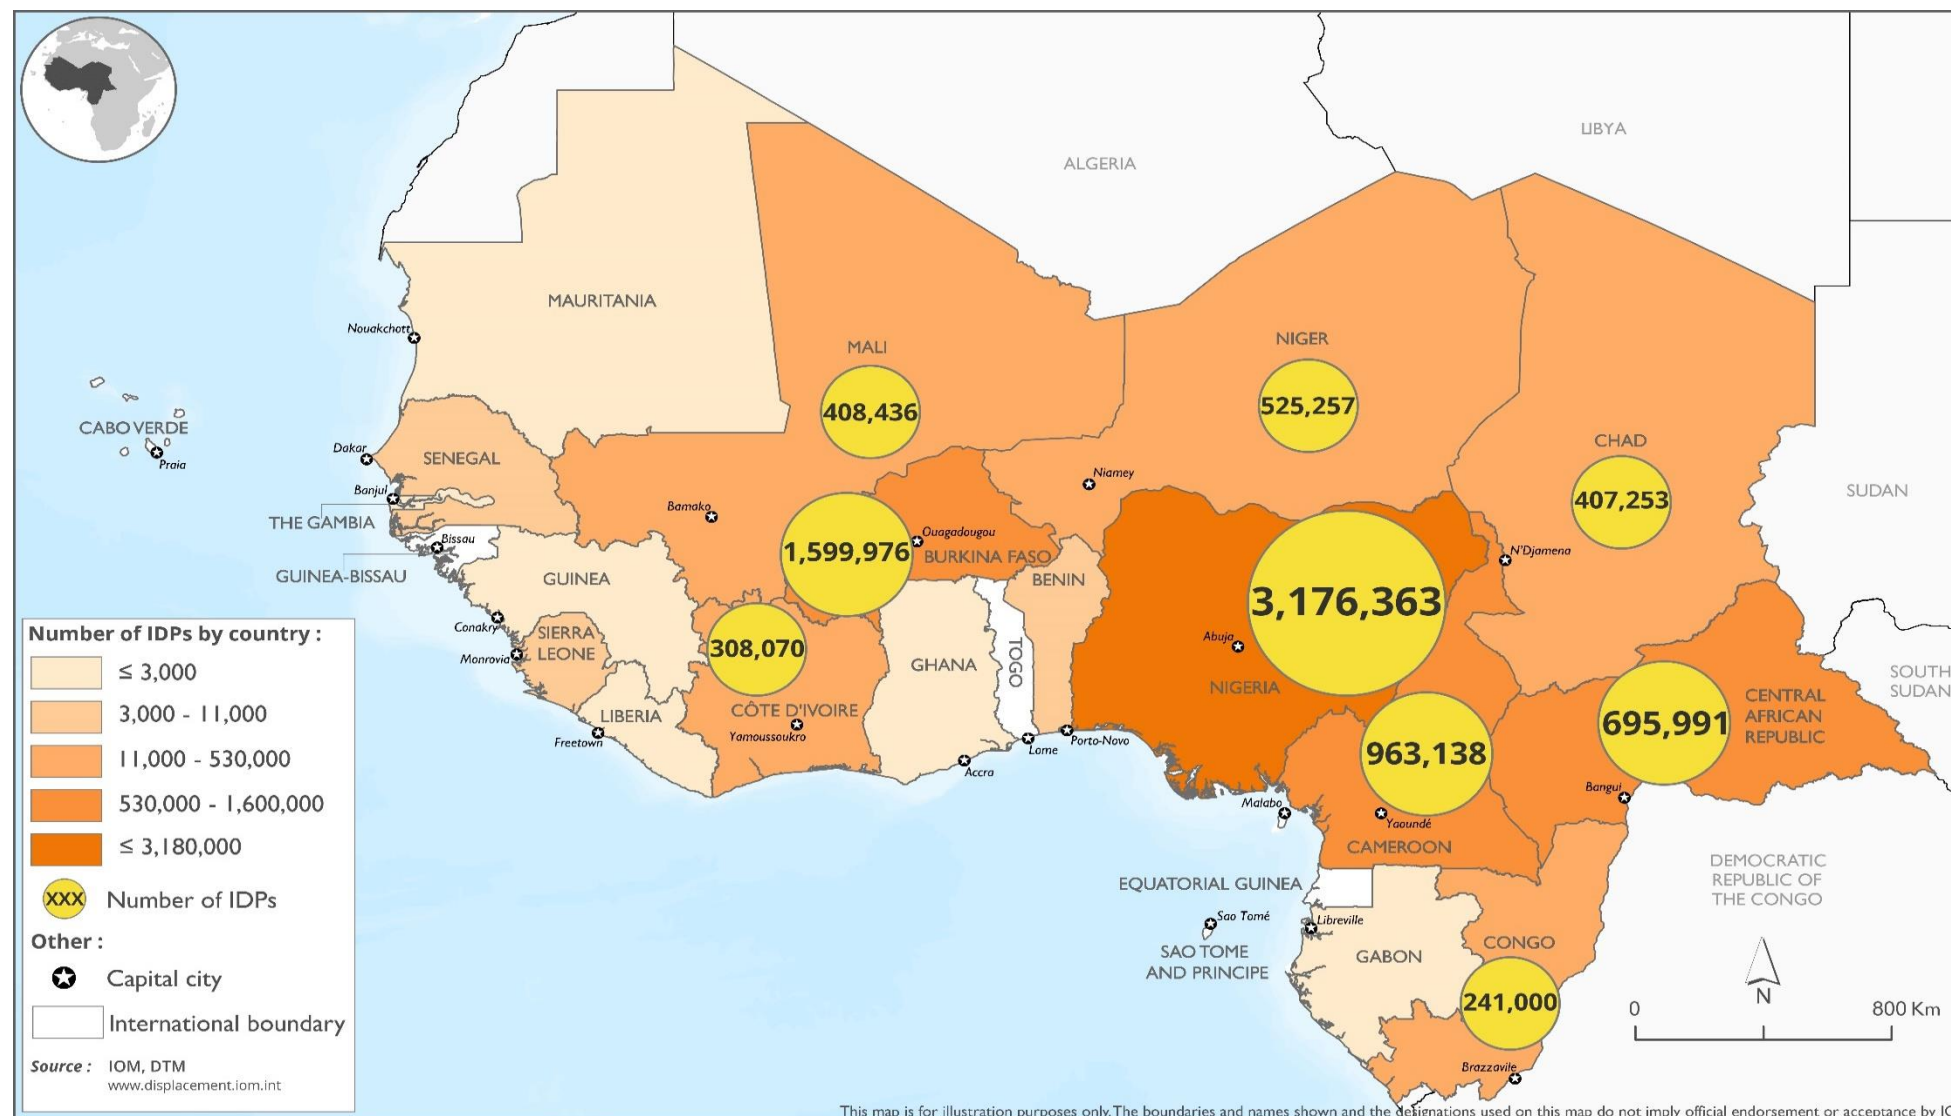 LIBYA
ALGERIA
MAURITANIA
Nouakchott
MALI
408,436
NIGER
525,257
CHAD
407,253
CABO VERDE
Praia
Dakar
SENEGAL
Banjul
THE GAMBIA
Bamako
Niamey
SUDAN
Bissau
GUINEA-BISSAU
GUINEA
1,599,976
Ouagadougou
BURKINA FASO
BENIN
N'Djamena
3,176,363
Conakry
SIERRA
LEONE
Monrovia
308,070
GHANA
TOGO
Abuja
NIGERIA
SOUTH
SUDAN
LIBERIA
Freetown
CÔTE D'IVOIRE
Yamoussoukro
Lome
Porto-Novo
Accra
963,138
695,991
CENTRAL
AFRICAN
REPUBLIC
Bangui
Malabo
Yaoundé
CAMEROON
EQUATORIAL GUINEA
DEMOCRATIC
REPUBLIC OF
THE CONGO
Sao Tomé
SAO TOME
AND PRINCIPE
Libreville
GABON
CONGO
241,000
Brazzavile
N
0
800 Km
Number of IDPs by country :
≤ 3,000
3,000 - 11,000
11,000 - 530,000
530,000 - 1,600,000
≤ 3,180,000
XXX Number of IDPs
Other :
Capital city
International boundary
Source : IOM, DTM
www.displacement.iom.int
This map is for illustration purposes only. The boundaries and names shown and the designations used on this map do not imply official endorsement or acceptance by